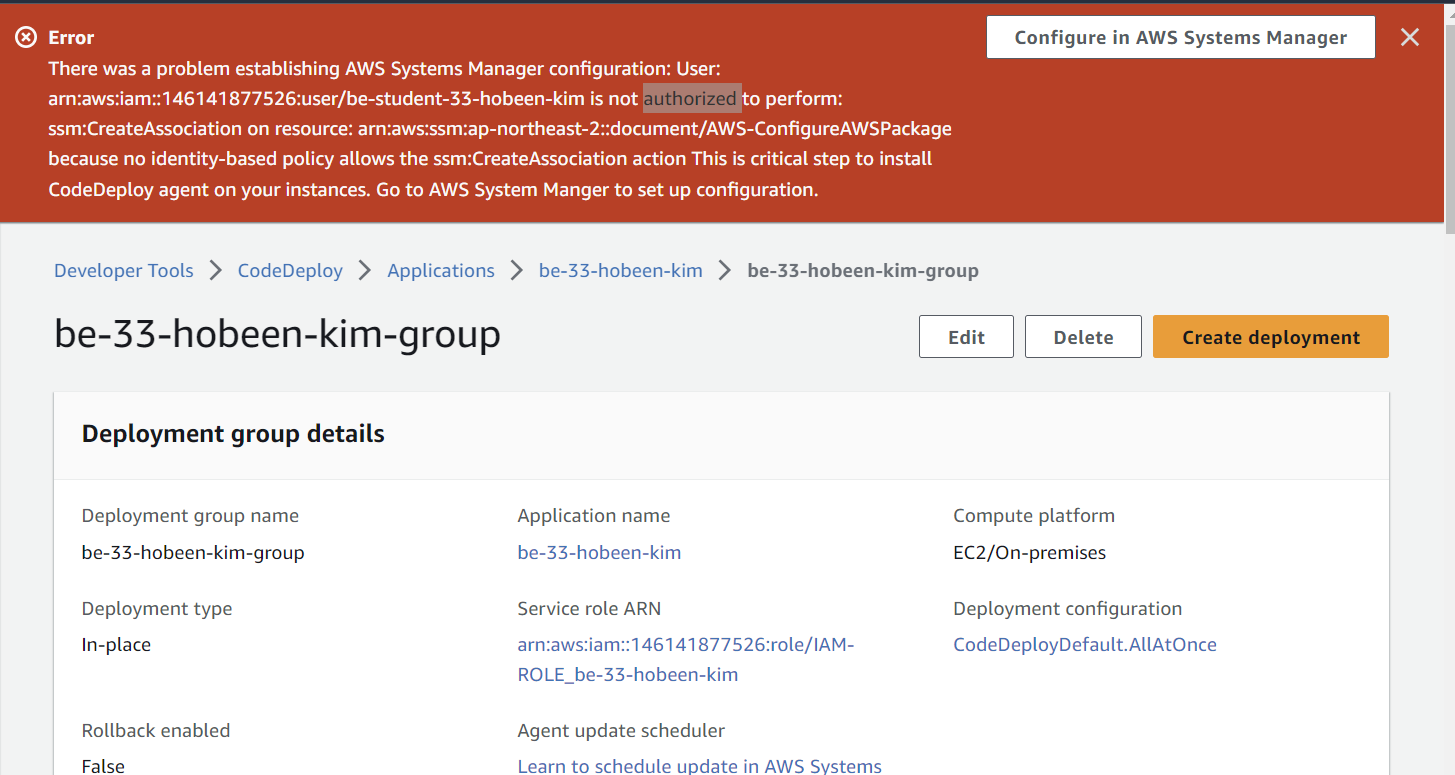 Error
Configure in AWS Systems Manager
There was a problem establishing AWS Systems Manager configuration: User:
arn:aws:iam::146141877526:user/be-student-33-hobeen-kim is not authorized to perform:
ssm:CreateAssociation on resource: arn:aws:ssm:ap-northeast-2::document/AWS-ConfigureAWSPackage
because no identity-based policy allows the ssm:CreateAssociation action This is critical step to install
CodeDeploy agent on your instances. Go to AWS System Manger to set up configuration.
Developer Tools > CodeDeploy > Applications > be-33-hobeen-kim > be-33-hobeen-kim-group
be-33-hobeen-kim-group
Edit
Delete
Create deployment
Deployment group details
Deployment group name
be-33-hobeen-kim-group
Application name
be-33-hobeen-kim
Compute platform
EC2/On-premises
Deployment type
In-place
Service role ARN
arn:aws:iam::146141877526:role/IAM-
ROLE_be-33-hobeen-kim
Deployment configuration
CodeDeployDefault.AllAtOnce
Rollback enabled
False
Agent update scheduler
Learn to schedule update in AWS Systems